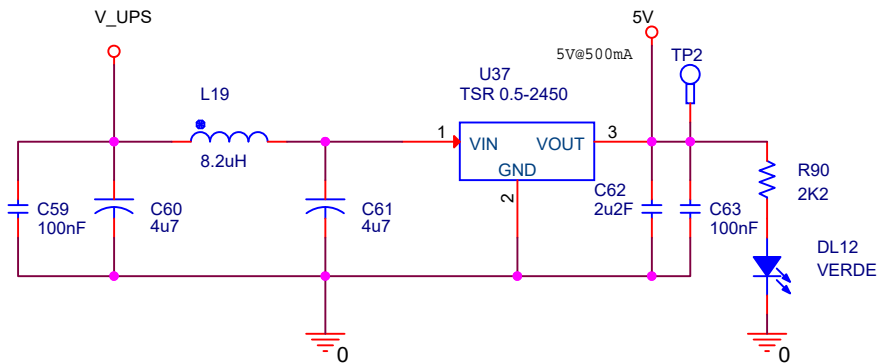 V_UPS
5V
5V@500mA
TP2
U37
TSR 0.5-2450
L19
8.2uH
1
VIN
VOUT
3
GND
2
C59
100nF
C60
4u7
C61
4u7
C62
2u2F
C63
100nF
R90
2K2
DL12
VERDE
0
0